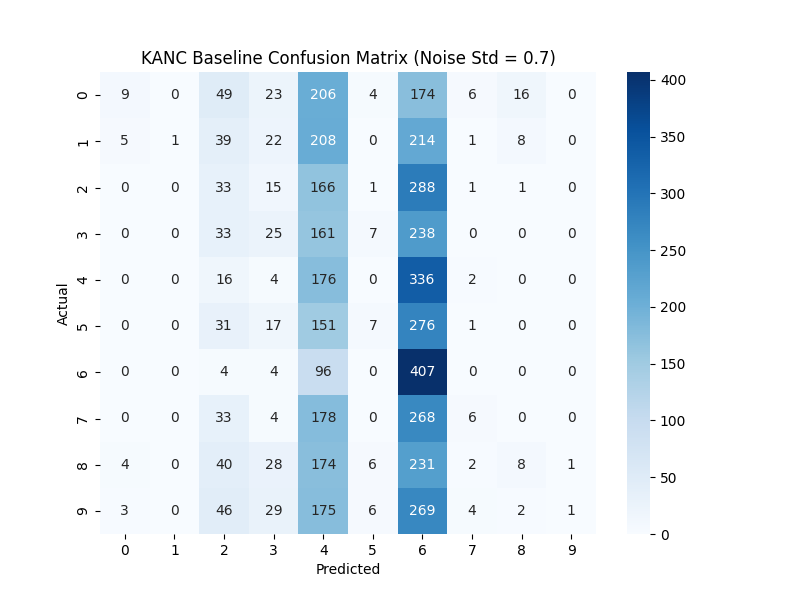 KANC Baseline Confusion Matrix (Noise Std = 0.7)
0 9 0 49 23 206 4 174 6 16 0
1 5 1 39 22 208 0 214 1 8 0
2 0 0 33 15 166 1 288 1 1 0
3 0 0 33 25 161 7 238 0 0 0
4 0 0 16 4 176 0 336 2 0 0
5 0 0 31 17 151 7 276 1 0 0
6 0 0 4 4 96 0 407 0 0 0
7 0 0 33 4 178 0 268 6 0 0
8 4 0 40 28 174 6 231 2 8 1
9 3 0 46 29 175 6 269 4 2 1
0 1 2 3 4 5 6 7 8 9
Predicted
Actual
400
350
300
250
200
150
100
50
0